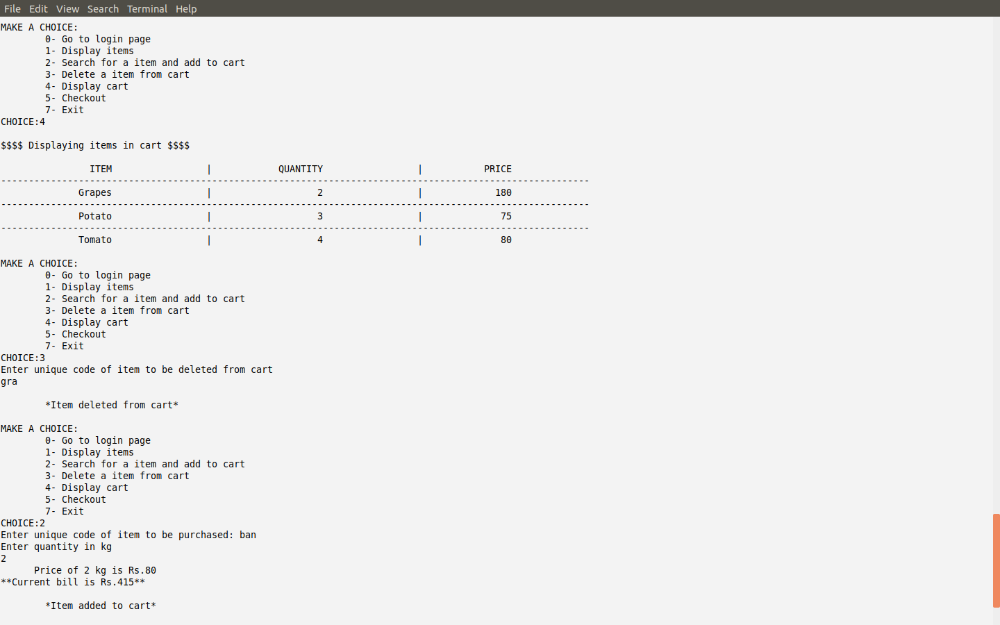 File Edit View Search Terminal Help
MAKE A CHOICE:
0- Go to login page
1- Display items
2- Search for a item and add to cart
3- Delete a item from cart
4- Display cart
5- Checkout
7- Exit
CHOICE:4
$$$$ Displaying items in cart $$$$
ITEM | QUANTITY | PRICE
----------------------------------------------------------------------------------------------------------
Grapes | 2 | 180
----------------------------------------------------------------------------------------------------------
Potato | 3 | 75
----------------------------------------------------------------------------------------------------------
Tomato | 4 | 80
MAKE A CHOICE:
0- Go to login page
1- Display items
2- Search for a item and add to cart
3- Delete a item from cart
4- Display cart
5- Checkout
7- Exit
CHOICE:3
Enter unique code of item to be deleted from cart
gra
*Item deleted from cart*
MAKE A CHOICE:
0- Go to login page
1- Display items
2- Search for a item and add to cart
3- Delete a item from cart
4- Display cart
5- Checkout
7- Exit
CHOICE:2
Enter unique code of item to be purchased: ban
Enter quantity in kg
2
Price of 2 kg is Rs.80
**Current bill is Rs.415**
*Item added to cart*